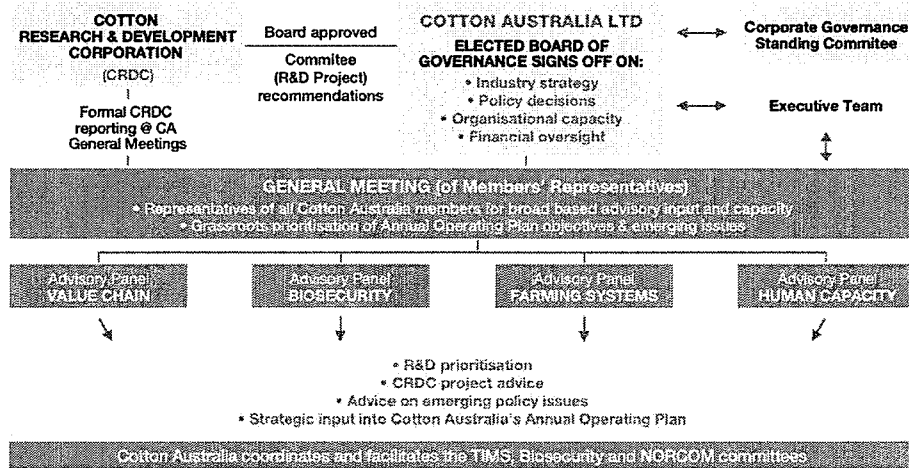 COTTON
RESEARCH & DEVELOPMENT
CORPORATION
(CRDC)
Formal CRDC
reporting @ CA
General Meetings
Board approved
Commitee
(R&D Project)
recommendations
COTTON AUSTRALIA LTD
ELECTED BOARD OF
GOVERNANCE SIGNS OFF ON:
• Industry strategy
• Policy decisions
• Organisational capacity
• Financial oversight
Corporate Governance
Standing Commitee
Executive Team
GENERAL MEETING (of Members' Representatives)
• Representatives of all Cotton Australia members for broad based advisory input and capacity
• Grassroots prioritisation of Annual Operating Plan objectives & emerging issues
Advisory Panel
VALUE CHAIN
Advisory Panel
BIOSECURITY
Advisory Panel
FARMING SYSTEMS
Advisory Panel
HUMAN CAPACITY
• R&D prioritisation
• CRDC project advice
• Advice on emerging policy issues
• Strategic input into Cotton Australia's Annual Operating Plan
Cotton Australia coordinates and facilitates the TIMS, Biosecurity and NORCOM committees